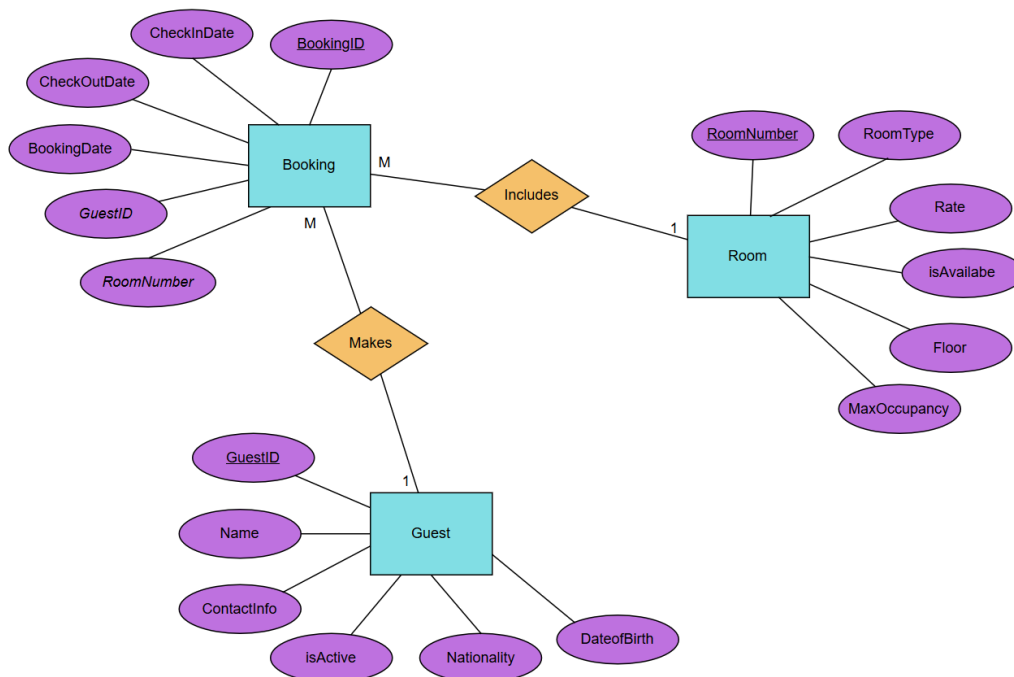 CheckInDate
BookingID
CheckOutDate
BookingDate
GuestID
RoomNumber
Booking
M
M
Includes
1
RoomNumber
RoomType
Rate
isAvailabe
Floor
MaxOccupancy
Room
Makes
1
GuestID
Name
ContactInfo
isActive
Nationality
DateofBirth
Guest